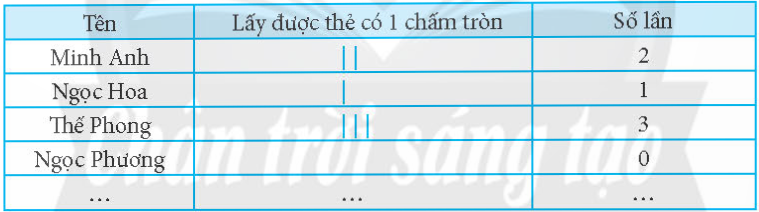 Tên Lấy được thẻ có 1 chấm tròn Số lần
Minh Anh || 2
Ngọc Hoa | 1
Thế Phong ||| 3
Ngọc Phương 0
... ... ...
Chân trời sáng tạo